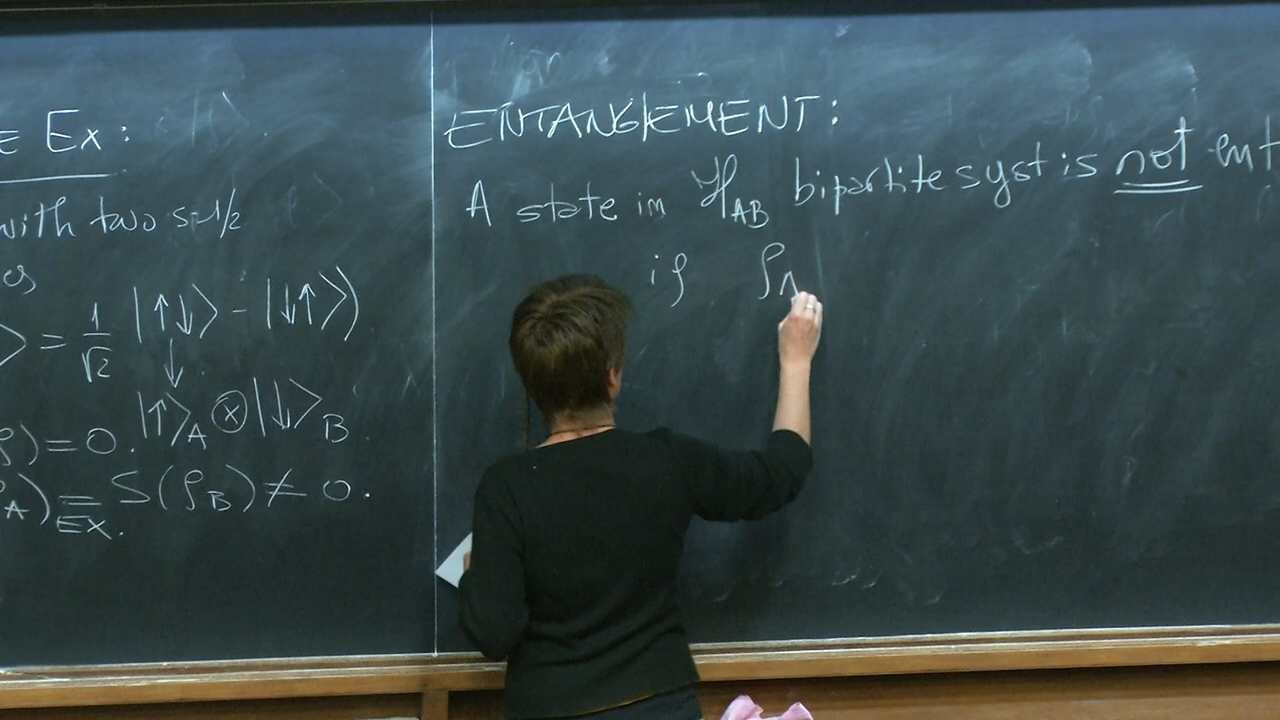 E Ex:
with two s=1/2
es
⟩ = 1/√2 |↑↓⟩ - |↓↑⟩)
↓
ρ) = 0. |↑⟩_A ⊗ |↓⟩_B
A) = S(ρ_B) ≠ 0.
EX.
ENTANGLEMENT:
A state in ℋ_AB bipartite syst is not ent
if ρ_A